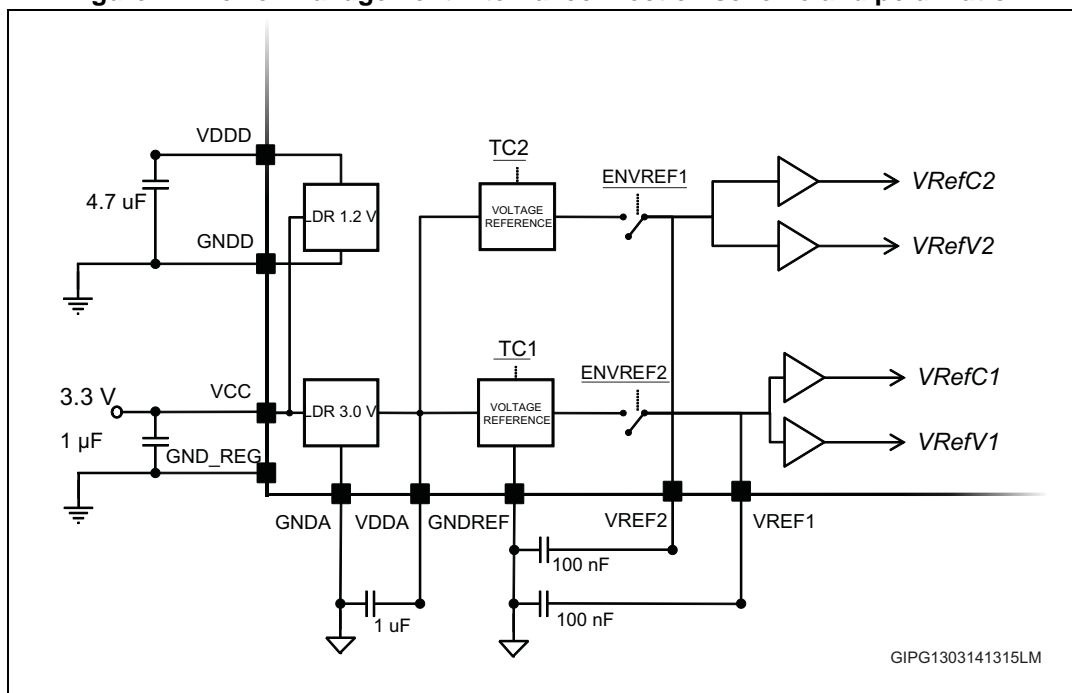 VDDD
TC2
ENVREF1
VRefC2
4.7 uF
LDR 1.2 V
VOLTAGE
REFERENCE
VRefV2
GNDD
TC1
ENVREF2
VRefC1
3.3 V
VCC
LDR 3.0 V
VOLTAGE
REFERENCE
VRefV1
1 µF
GND_REG
GNDA
VDDA
GNDREF
VREF2
VREF1
100 nF
1 uF
100 nF
GIPG1303141315LM